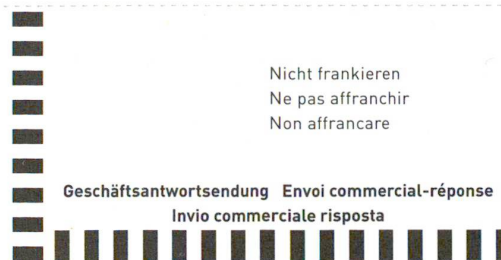 Nicht frankieren
Ne pas affranchir
Non affrancare
Geschäftsantwortsendung Envoi commercial-réponse
Invio commerciale risposta